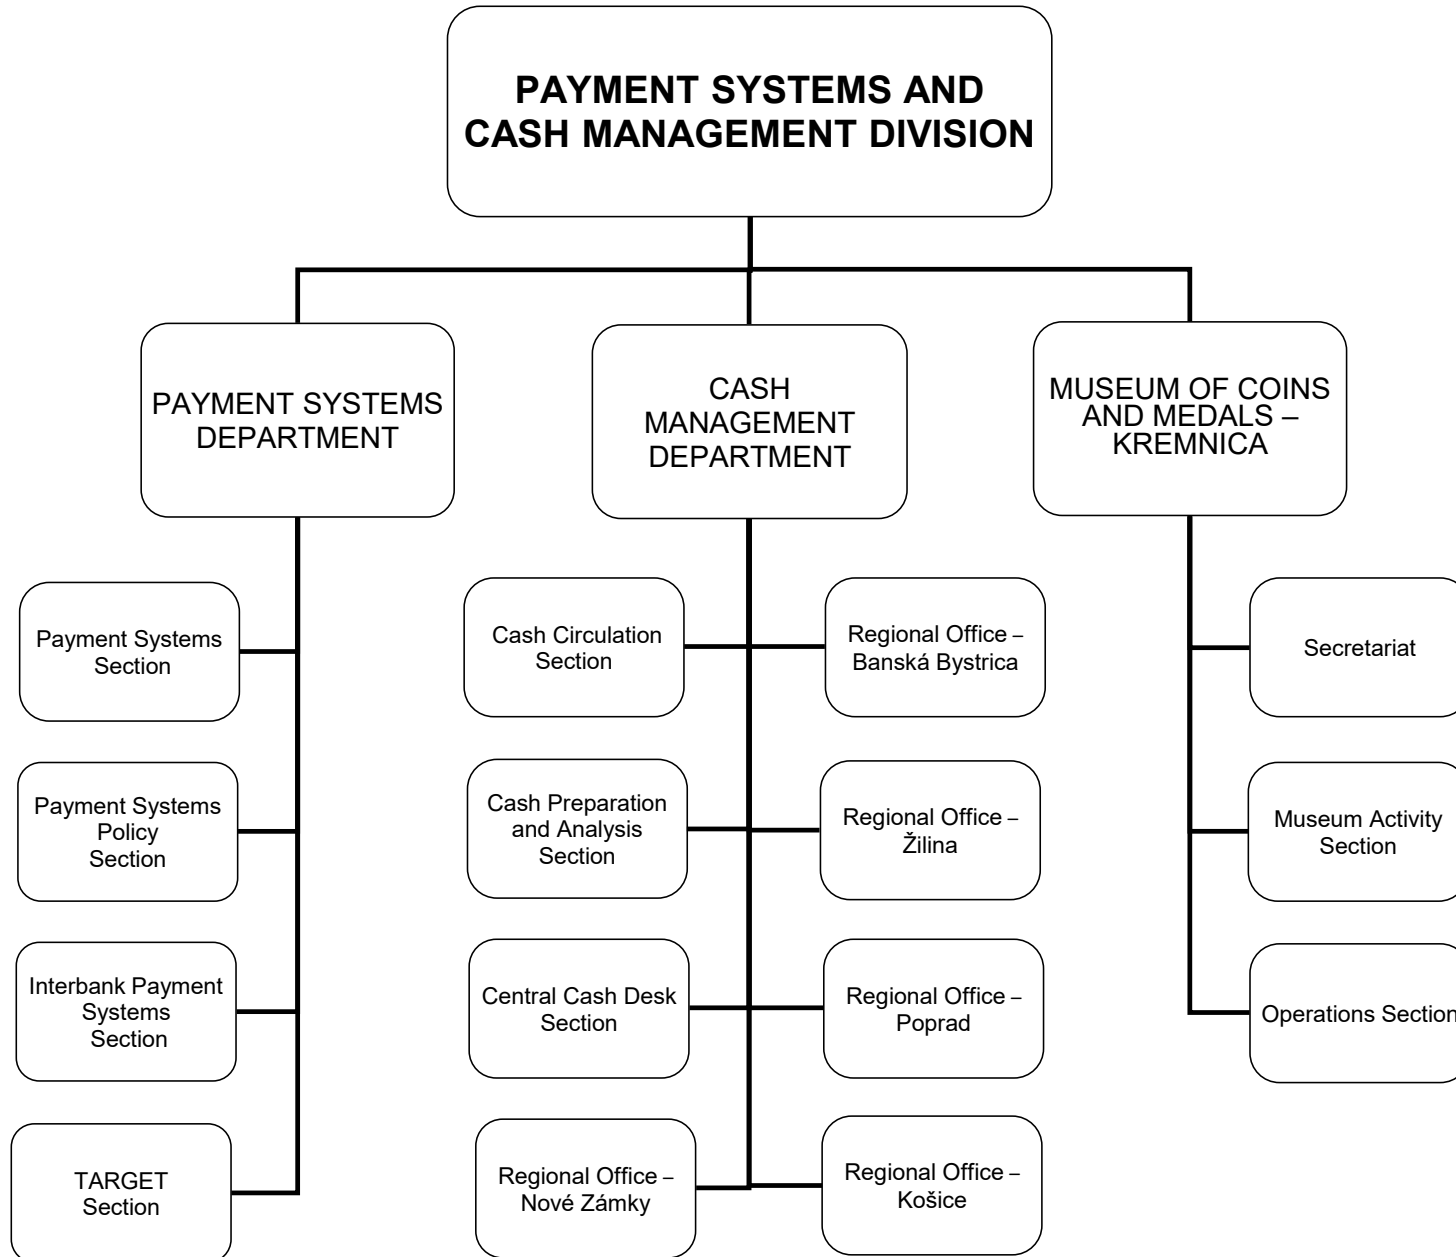 PAYMENT SYSTEMS AND
CASH MANAGEMENT DIVISION
PAYMENT SYSTEMS
DEPARTMENT
CASH
MANAGEMENT
DEPARTMENT
MUSEUM OF COINS
AND MEDALS –
KREMNICA
Payment Systems
Section
Payment Systems
Policy
Section
Interbank Payment
Systems
Section
TARGET
Section
Cash Circulation
Section
Cash Preparation
and Analysis
Section
Central Cash Desk
Section
Regional Office –
Nové Zámky
Regional Office –
Banská Bystrica
Regional Office –
Žilina
Regional Office –
Poprad
Regional Office –
Košice
Secretariat
Museum Activity
Section
Operations Section